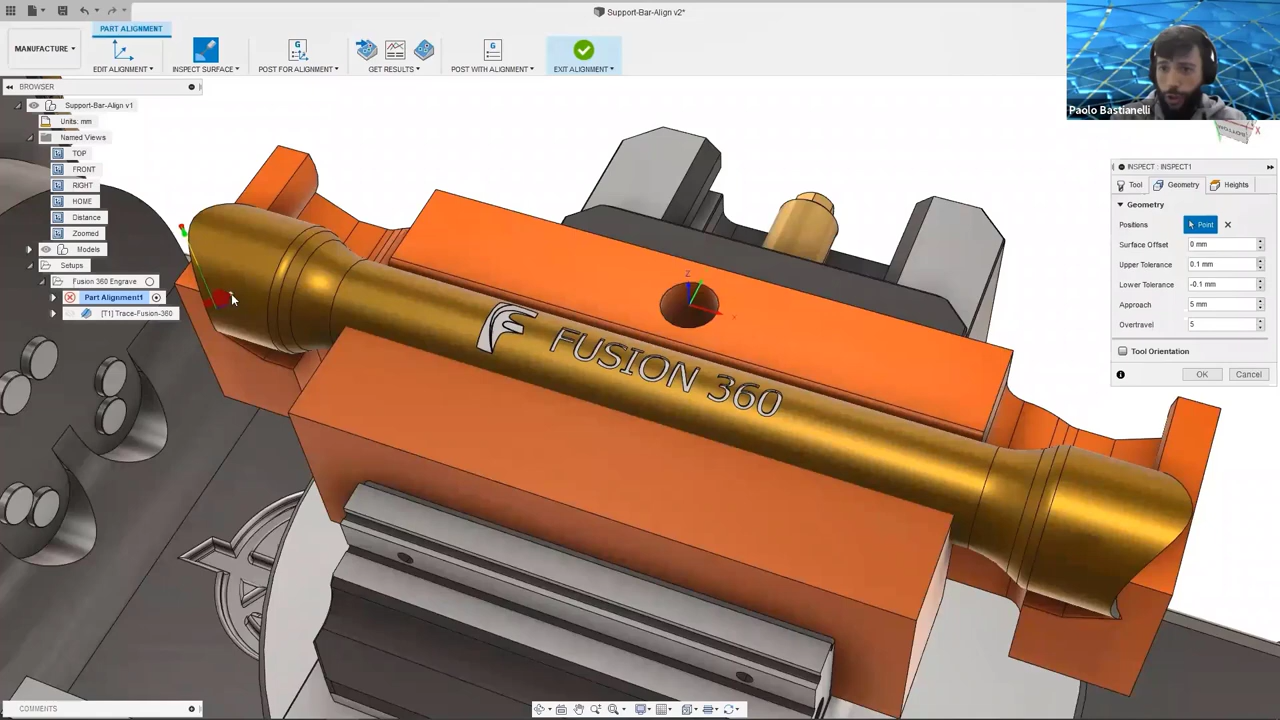 Support-Bar-Align v2*
MANUFACTURE
PART ALIGNMENT
EDIT ALIGNMENT
INSPECT SURFACE
POST FOR ALIGNMENT
GET RESULTS
POST WITH ALIGNMENT
EXIT ALIGNMENT
Paolo Bastianelli
BROWSER
Support-Bar-Align v1
Units: mm
Named Views
TOP
FRONT
RIGHT
HOME
Distance
Zoomed
Models
Setups
Fusion 360 Engrave
Part Alignment1
[T1] Trace-Fusion-360
BOTTOM
X
INSPECT : INSPECT1
Tool
Geometry
Heights
Geometry
Positions
Point
Surface Offset
0 mm
Upper Tolerance
0.1 mm
Lower Tolerance
-0.1 mm
Approach
5 mm
Overtravel
5
Tool Orientation
OK
Cancel
Z
X
FUSION 360
COMMENTS